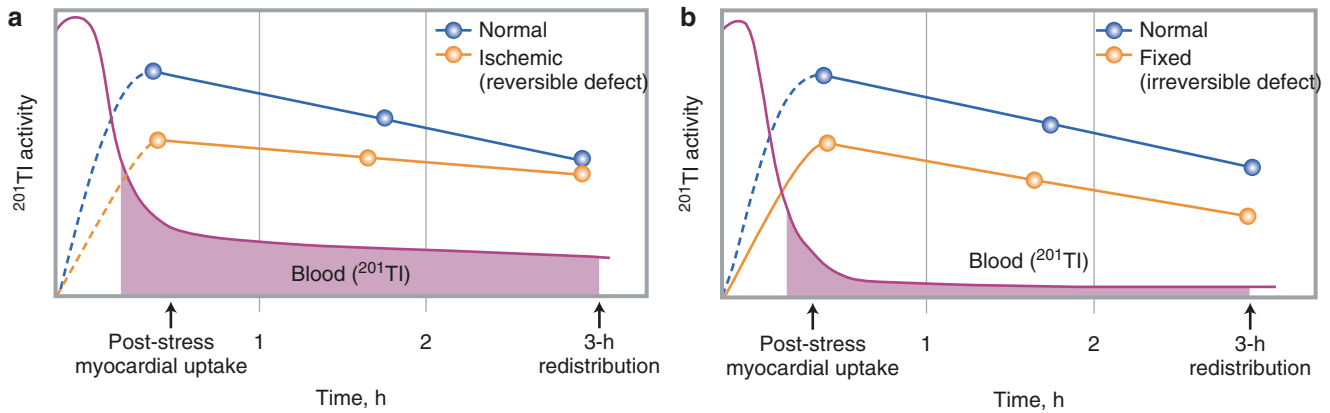 a
Normal
Ischemic
(reversible defect)
201Tl activity
Blood (201Tl)
Post-stress
myocardial uptake
1
2
3-h
redistribution
Time, h
b
Normal
Fixed
(irreversible defect)
201Tl activity
Blood (201Tl)
Post-stress
myocardial uptake
1
2
3-h
redistribution
Time, h